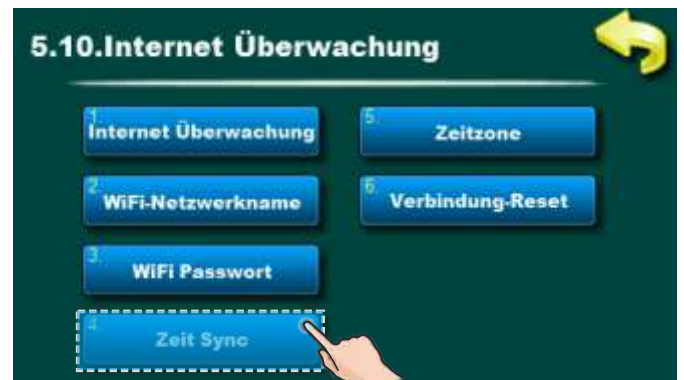 5.10.Internet Überwachung
1.
Internet Überwachung
2.
WiFi-Netzwerkname
3.
WiFi Passwort
4.
Zeit Sync
5.
Zeitzone
6.
Verbindung-Reset